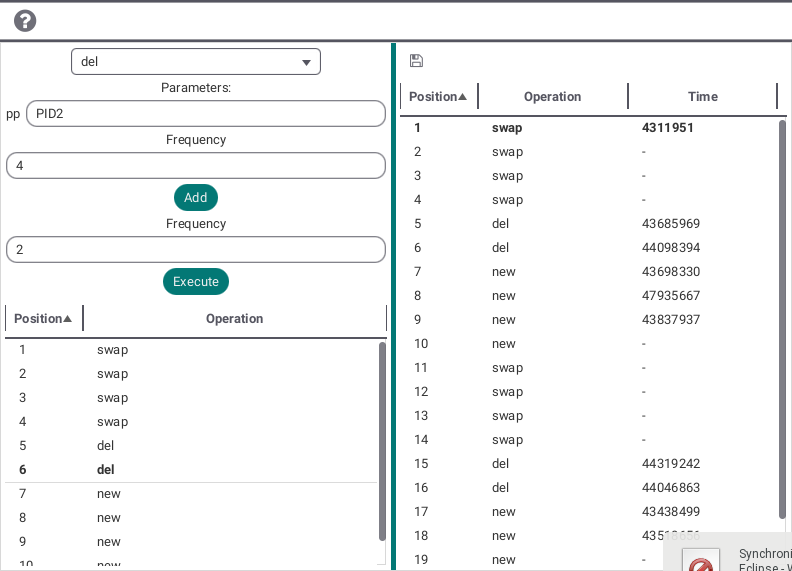 ?
del
Parameters:
pp PID2
Frequency
4
Add
Frequency
2
Execute
Position Operation
1 swap
2 swap
3 swap
4 swap
5 del
6 del
7 new
8 new
9 new
10 new
Position Operation Time
1 swap 4311951
2 swap -
3 swap -
4 swap -
5 del 43685969
6 del 44098394
7 new 43698330
8 new 47935667
9 new 43837937
10 new -
11 swap -
12 swap -
13 swap -
14 swap -
15 del 44319242
16 del 44046863
17 new 43438499
18 new
19 new -
Synchroni
Eclipse - W